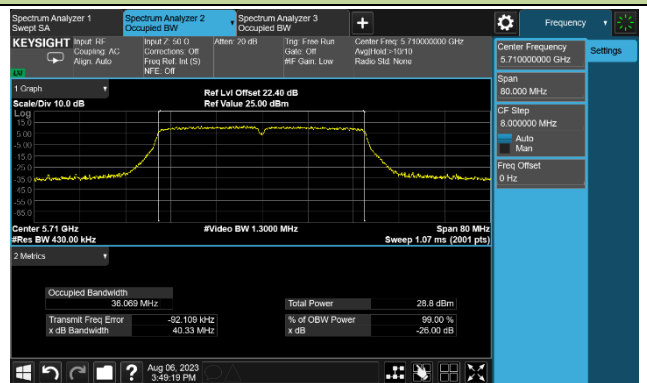 Spectrum Analyzer 1
Swept SA
Spectrum Analyzer 2
Occupied BW
Spectrum Analyzer 3
Occupied BW
Frequency
KEYSIGHT
Input: RF
Coupling: AC
Align: Auto
Input Z: 50 Ω
Corrections: Off
Freq Ref: Int (S)
NFE: Off
Atten: 20 dB
Trig: Free Run
Gate: Off
#IF Gain: Low
Center Freq: 5.710000000 GHz
Avg|Hold:>10/10
Radio Std: None
LXI
Center Frequency
5.710000000 GHz
Settings
Span
80.000 MHz
CF Step
8.000000 MHz
Auto
Man
Freq Offset
0 Hz
1 Graph
Scale/Div 10.0 dB
Ref Lvl Offset 22.40 dB
Ref Value 25.00 dBm
Log
15.0
5.00
-5.00
-15.0
-25.0
-35.0
-45.0
-55.0
-65.0
Center 5.71 GHz
#Video BW 1.3000 MHz
Span 80 MHz
#Res BW 430.00 kHz
Sweep 1.07 ms (2001 pts)
2 Metrics
Occupied Bandwidth
36.069 MHz
Total Power 28.8 dBm
Transmit Freq Error -92.109 kHz
% of OBW Power 99.00 %
x dB Bandwidth 40.33 MHz
x dB -26.00 dB
Aug 06, 2023
3:49:19 PM